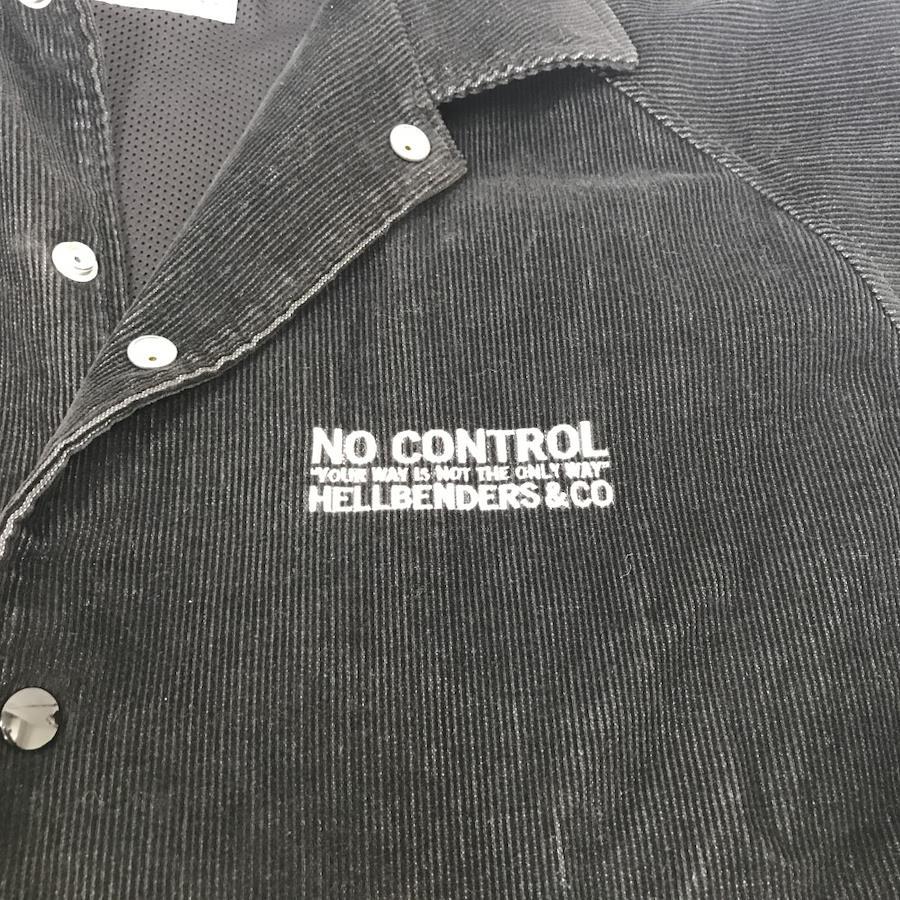 NO CONTROL
"YOUR WAY IS NOT THE ONLY WAY"
HELLBENDERS & CO